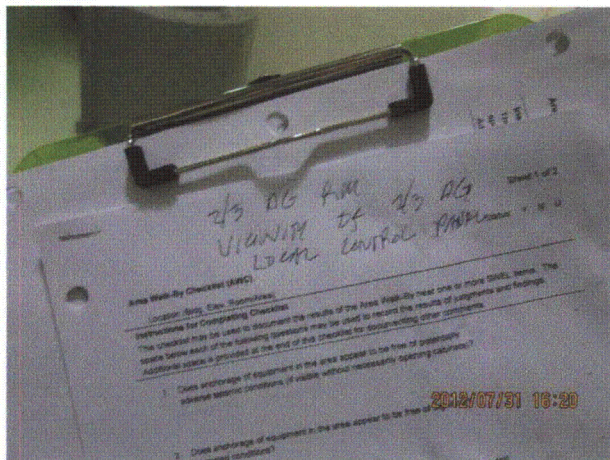 Sheet 1 of 2
2/3 DG RM
VICINITY OF 2/3 DG
LOCAL CONTROL PANEL
Status: Y N U
Area Walk-By Checklist (AWC)
Location: Bldg. Elev. Room/Area
Instructions for Completing Checklist
The checklist may be used to document the results of the Area Walk-By near one or more SWEL items. The
space below each of the following questions may be used to record the results of judgments and findings.
Additional space is provided at the end of the checklist for documenting other comments.
1. Does anchorage of equipment in the area appear to be free of potentially
adverse seismic conditions (if visible without necessarily opening cabinets)?
2012/07/31 16:20
2. Does anchorage of equipment in the area appear to be free of
conditions?